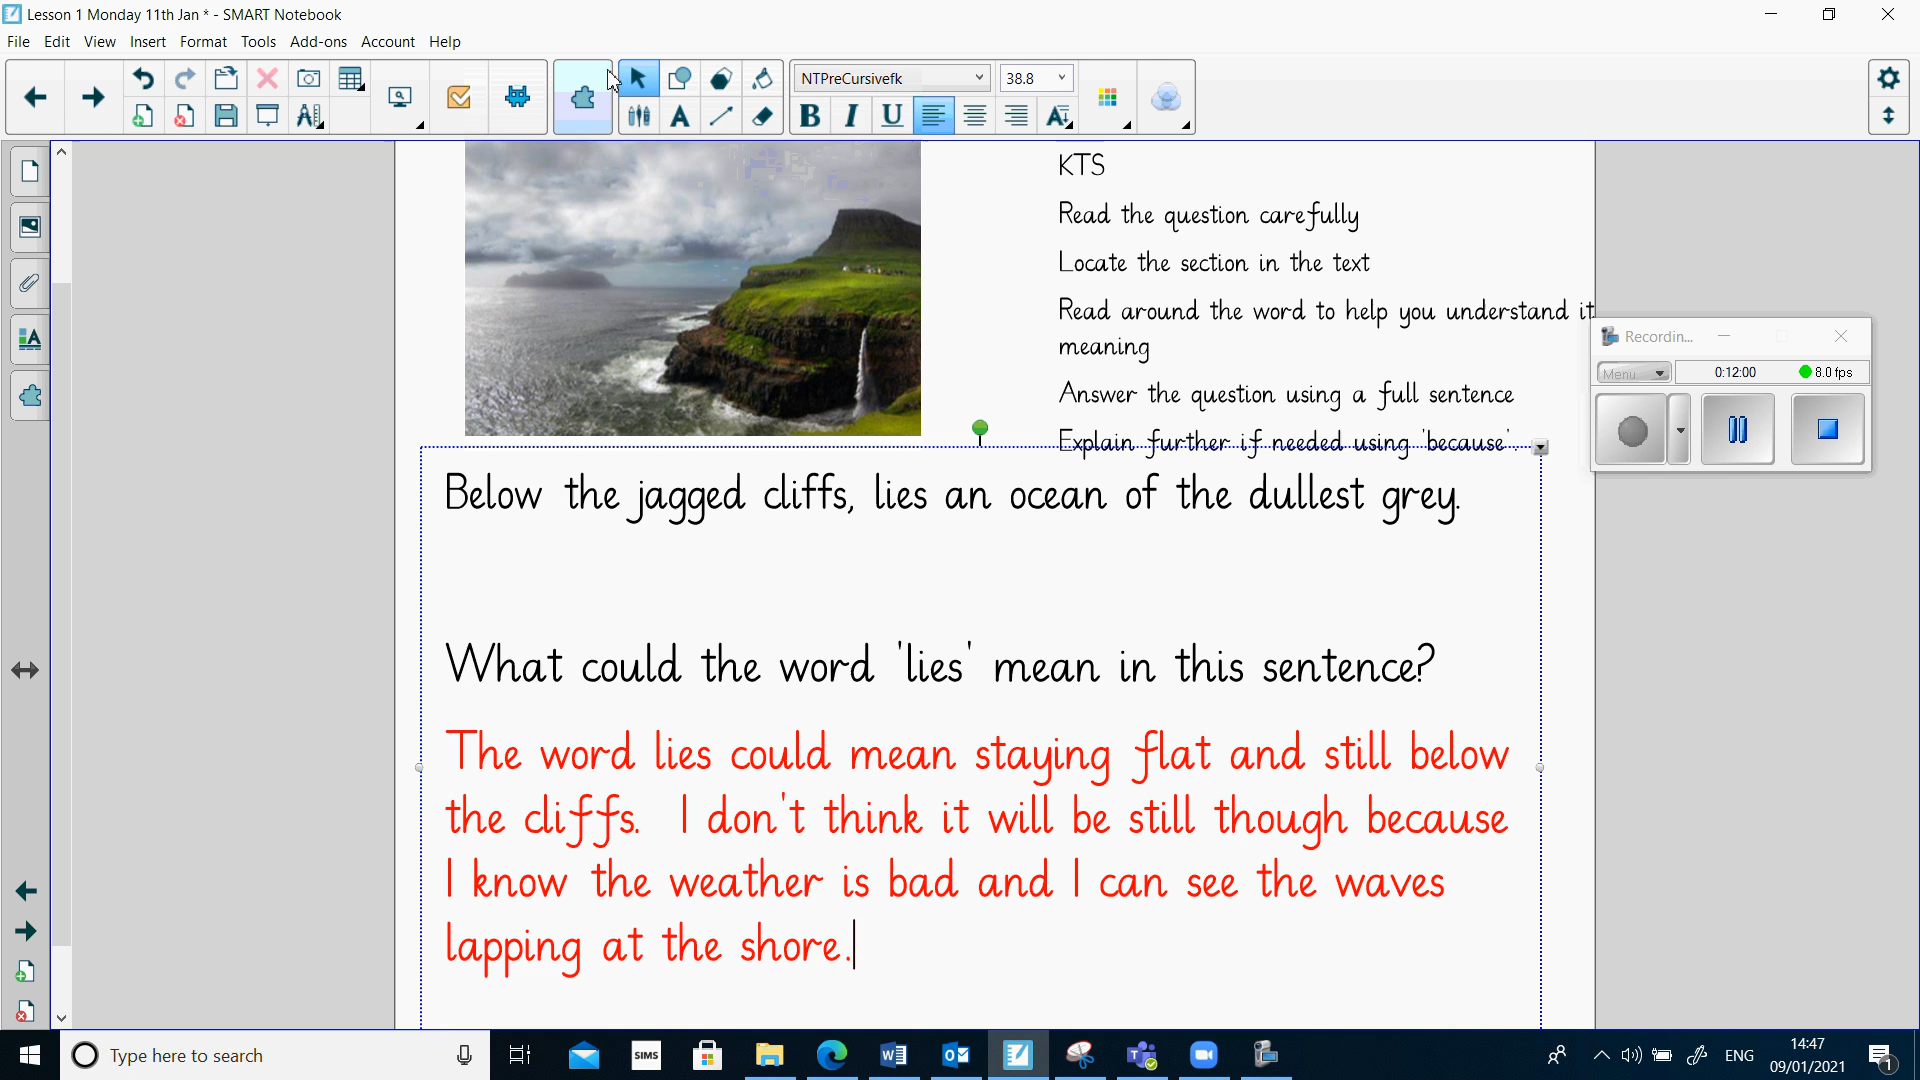 Lesson 1 Monday 11th Jan * - SMART Notebook
File Edit View Insert Format Tools Add-ons Account Help
NTPreCursivefk 38.8
B I U
KTS
Read the question carefully
Locate the section in the text
Read around the word to help you understand it
meaning
Answer the question using a full sentence
Explain further if needed using 'because'.
Recordin...
Menu 0:12:00 8.0 fps
Below the jagged cliffs, lies an ocean of the dullest grey.
What could the word 'lies' mean in this sentence?
The word lies could mean staying flat and still below
the cliffs. I don't think it will be still though because
I know the weather is bad and I can see the waves
lapping at the shore.
Type here to search
SIMS
ENG
14:47
09/01/2021
1